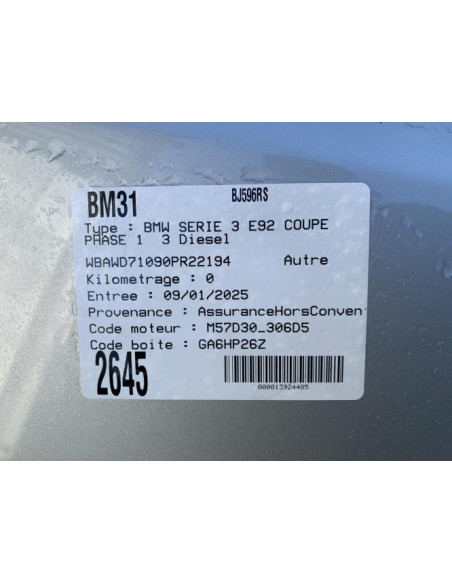 BM31 BJ596RS
Type : BMW SERIE 3 E92 COUPE
PHASE 1 3 Diesel
WBAWD71090PR22194 Autre
Kilometrage : 0
Entree : 09/01/2025
Provenance : AssuranceHorsConven
Code moteur : M57D30_306D5
Code boite : GA6HP26Z
2645
000013924485